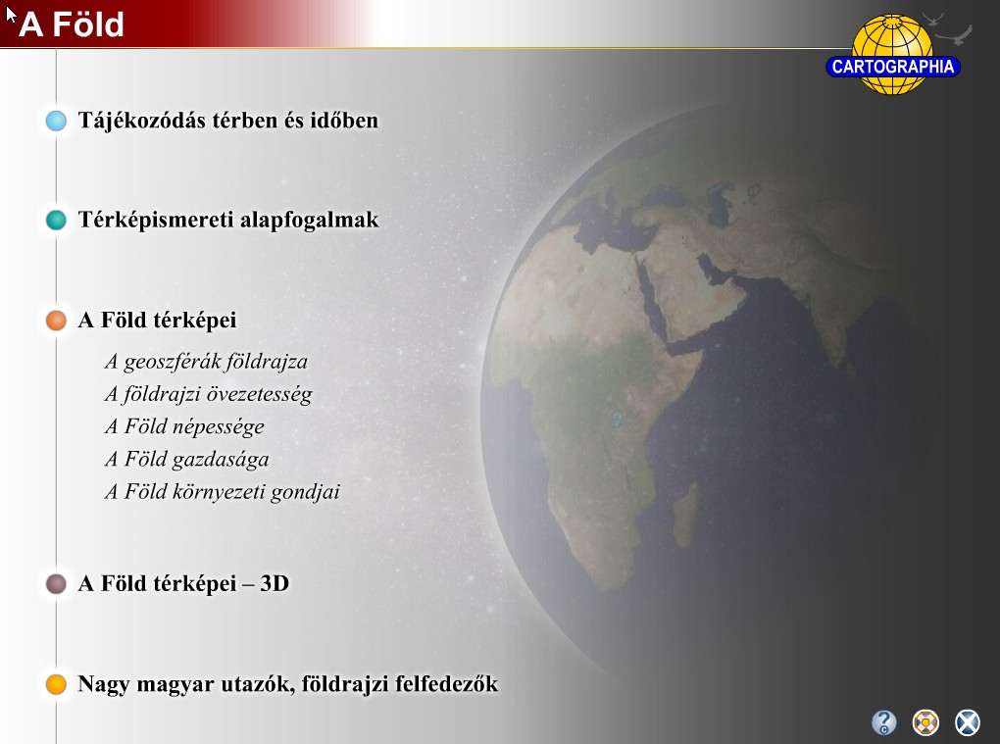 A Föld
CARTOGRAPHIA
Tájékozódás térben és időben
Térképismereti alapfogalmak
A Föld térképei
A geoszférák földrajza
A földrajzi övezetesség
A Föld népessége
A Föld gazdasága
A Föld környezeti gondjai
A Föld térképei – 3D
Nagy magyar utazók, földrajzi felfedezők
? c